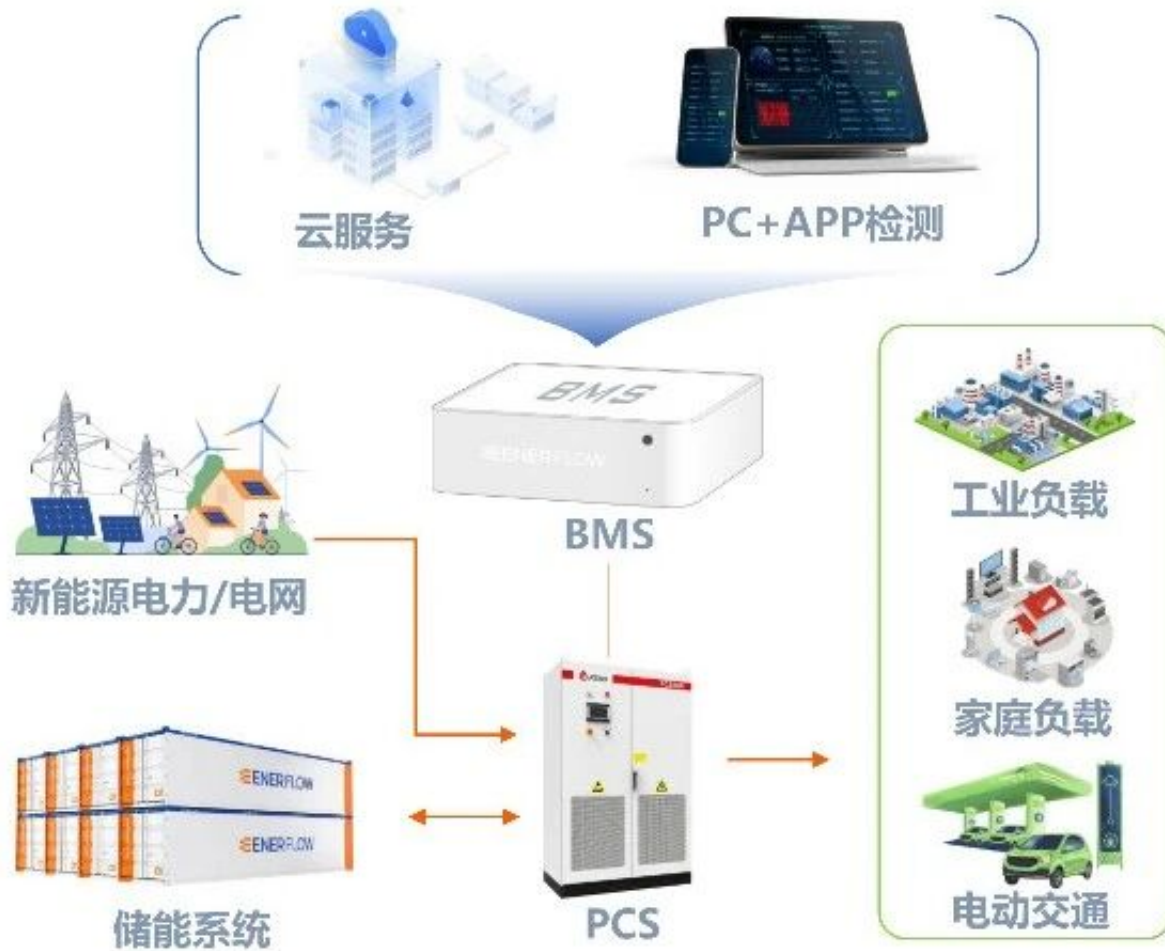 云服务
PC+APP检测
BMS
ENERFLOW
BMS
新能源电力/电网
工业负载
家庭负载
ENERFLOW
ENERFLOW
储能系统
PCS
电动交通